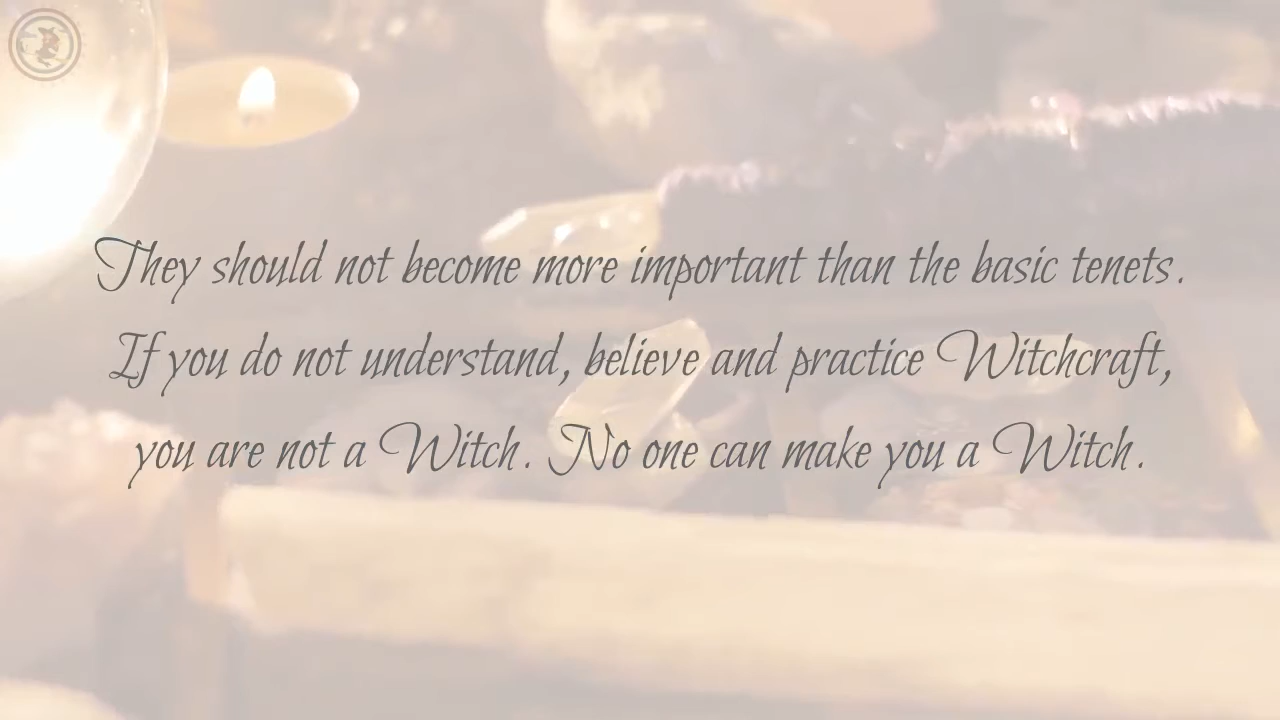 They should not become more important than the basic tenets.
If you do not understand, believe and practice Witchcraft,
you are not a Witch. No one can make you a Witch.